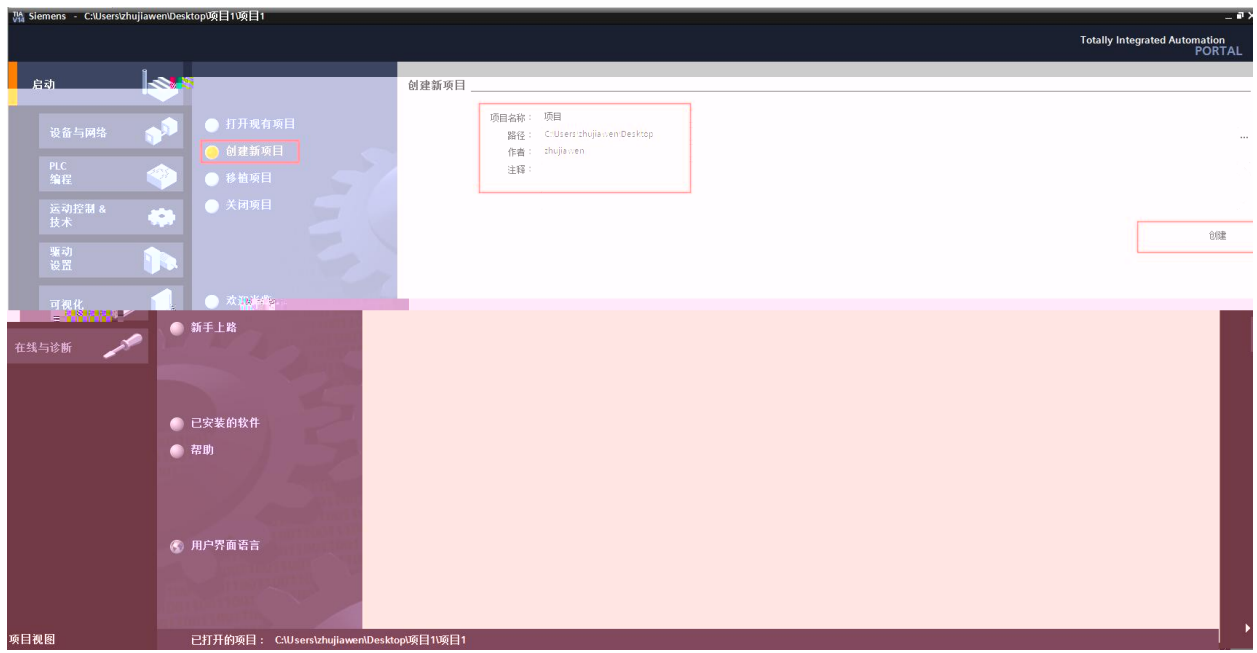 Siemens - C:\Users\zhujiawen\Desktop\项目1\项目1
Totally Integrated Automation
PORTAL
启动
设备与网络
PLC
编程
运动控制 &
技术
驱动
设置
可视化
在线与诊断
打开现有项目
创建新项目
移植项目
关闭项目
新手上路
已安装的软件
帮助
用户界面语言
创建新项目
项目名称: 项目
路径: C:\Users\zhujiawen\Desktop
作者: zhujiawen
注释:
...
创建
项目视图
已打开的项目: C:\Users\zhujiawen\Desktop\项目1\项目1